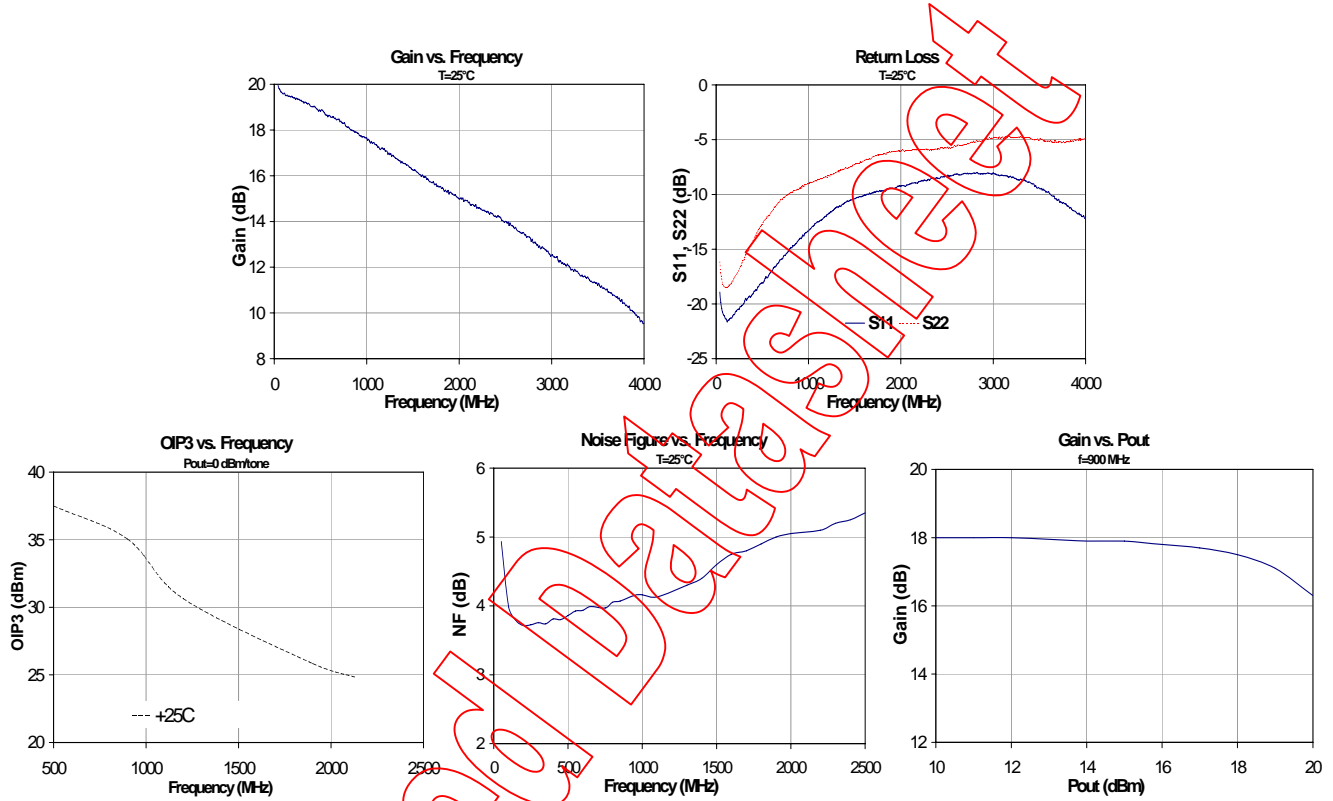 Gain vs. Frequency
T=25°C
20
18
16
14
12
10
8
Gain (dB)
0
1000
2000
3000
4000
Frequency (MHz)
Return Loss
T=25°C
0
-5
-10
-15
-20
-25
S11, S22 (dB)
S11
S22
0
1000
2000
3000
4000
Frequency (MHz)
OIP3 vs. Frequency
Pout=0 dBm/tone
40
35
30
25
20
OIP3 (dBm)
+25C
500
1000
1500
2000
2500
Frequency (MHz)
Noise Figure vs. Frequency
T=25°C
6
5
4
3
2
NF (dB)
0
500
1000
1500
2000
2500
Frequency (MHz)
Gain vs. Pout
f=900 MHz
20
18
16
14
12
Gain (dB)
10
12
14
16
18
20
Pout (dBm)
d Datasheet